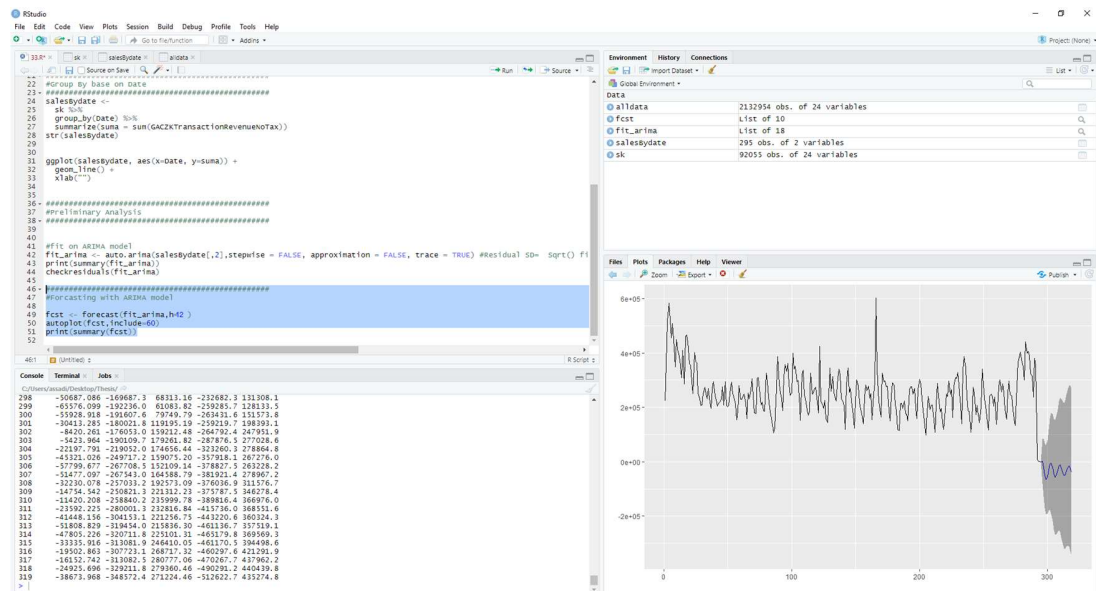 RStudio
File Edit Code View Plots Session Build Debug Profile Tools Help
Go to file/function
Addins
Project: (None)
33.R*
sk
salesBydate
alldata
Source on Save
Run
Source
22 #Group By base on Date
23 ################################################
24 salesBydate <-
25 sk %>%
26 group_by(Date) %>%
27 summarize(suma = sum(GACZKTransactionRevenueNoTax))
28 str(salesBydate)
29
30
31 ggplot(salesBydate, aes(x=Date, y=suma)) +
32 geom_line() +
33 xlab("")
34
35
36 ################################################
37 #Preliminary Analysis
38 ################################################
39
40
41 #fit on ARIMA model
42 fit_arima <- auto.arima(salesBydate[,2],stepwise = FALSE, approximation = FALSE, trace = TRUE) #Residual SD= Sqrt() fi
43 print(summary(fit_arima))
44 checkresiduals(fit_arima)
45
46 ################################################
47 #Forcasting with ARIMA model
48
49 fcst <- forecast(fit_arima,h=42 )
50 autoplot(fcst,include=60)
51 print(summary(fcst))
52
46:1 (Untitled) R Script
Console Terminal Jobs
C:/Users/assadi/Desktop/Thesis/
298 -50687.086 -169687.3 68313.16 -232682.3 131308.1
299 -65576.099 -192236.0 61083.82 -259285.7 128133.5
300 -55928.918 -191607.6 79749.79 -263431.6 151573.8
301 -30413.285 -180021.8 119195.19 -259219.7 198393.1
302 -8420.261 -176053.0 159212.48 -264792.4 247951.9
303 -5423.964 -190109.7 179261.82 -287876.5 277028.6
304 -22197.791 -219052.0 174656.44 -323260.3 278864.8
305 -45321.026 -249717.2 159075.20 -357918.1 267276.0
306 -57799.677 -267708.5 152109.14 -378827.5 263228.2
307 -51477.097 -267543.0 164588.79 -381921.4 278967.2
308 -32230.078 -257033.2 192573.09 -376036.9 311576.7
309 -14754.542 -250821.3 221312.23 -375787.5 346278.4
310 -11420.208 -258840.2 235999.78 -389816.4 366976.0
311 -23592.225 -280001.3 232816.84 -415736.0 368551.6
312 -41448.156 -304153.1 221256.75 -443220.6 360324.3
313 -51808.829 -319454.0 215836.30 -461136.7 357519.1
314 -47805.226 -320711.8 225101.31 -465179.8 369569.3
315 -33335.916 -313081.9 246410.05 -461170.5 394498.6
316 -19502.863 -307723.1 268717.32 -460297.6 421291.9
317 -16152.742 -313082.5 280777.06 -470267.7 437962.2
318 -24925.696 -329211.8 279360.46 -490291.2 440439.8
319 -38673.968 -348572.4 271224.46 -512622.7 435274.8
>
Environment History Connections
Import Dataset
List
Global Environment
Data
alldata 2132954 obs. of 24 variables
fcst List of 10
fit_arima List of 18
salesBydate 295 obs. of 2 variables
sk 92055 obs. of 24 variables
Files Plots Packages Help Viewer
Zoom Export Publish
6e+05
4e+05
2e+05
0e+00
-2e+05
0 100 200 300